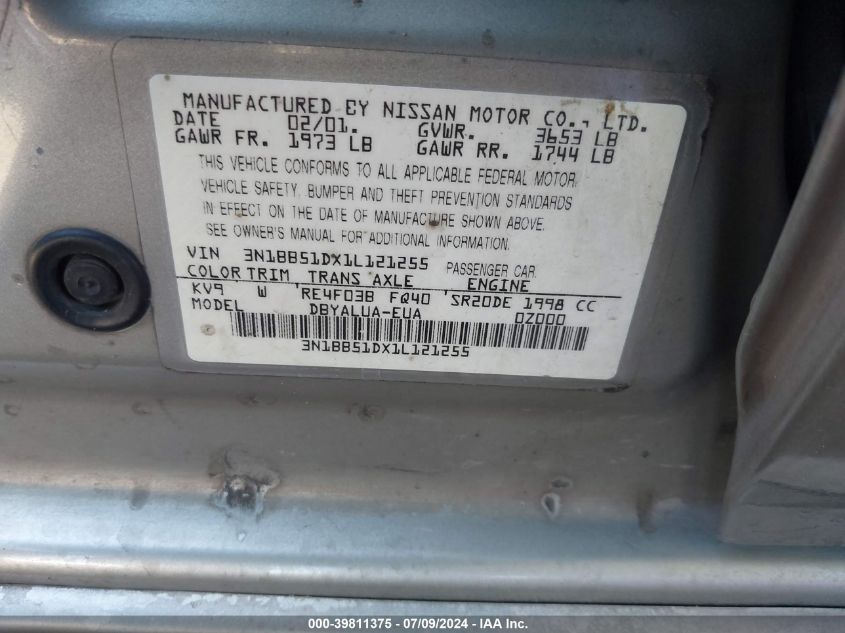 MANUFACTURED BY NISSAN MOTOR CO., LTD.
DATE 02/01. GVWR. 3653 LB
GAWR FR. 1973 LB GAWR RR. 1744 LB
THIS VEHICLE CONFORMS TO ALL APPLICABLE FEDERAL MOTOR
VEHICLE SAFETY, BUMPER AND THEFT PREVENTION STANDARDS
IN EFFECT ON THE DATE OF MANUFACTURE SHOWN ABOVE.
SEE OWNER'S MANUAL FOR ADDITIONAL INFORMATION.
VIN 3N1BB51DX1L121255 PASSENGER CAR
COLOR TRIM TRANS AXLE ENGINE
KV9 W RE4F03B FQ40 SR20DE 1998 CC
MODEL DBYALUA-EUA 0Z000
3N1BB51DX1L121255
000-39811375 - 07/09/2024 - © IAA Holdings, LLC.